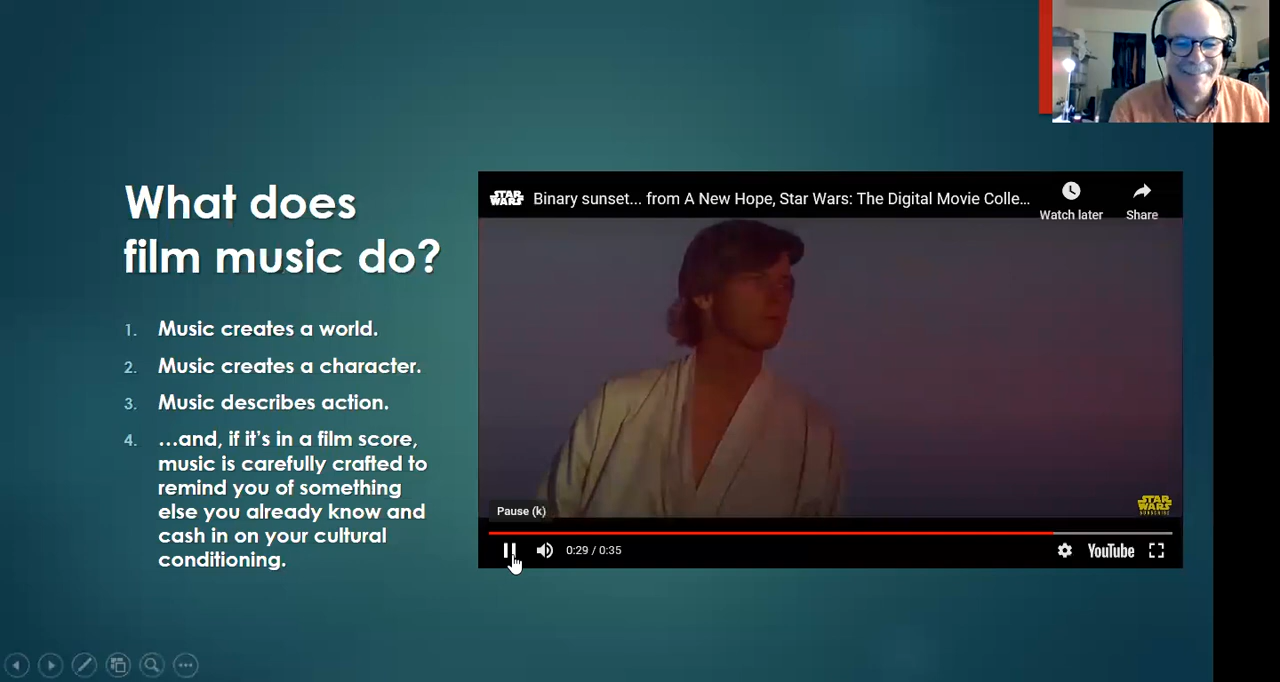 What does
film music do?
1. Music creates a world.
2. Music creates a character.
3. Music describes action.
4. …and, if it’s in a film score,
music is carefully crafted to
remind you of something
else you already know and
cash in on your cultural
conditioning.
STAR WARS
Binary sunset... from A New Hope, Star Wars: The Digital Movie Colle...
Watch later
Share
STAR WARS
SUBSCRIBE
Pause (k)
0:29 / 0:35
YouTube